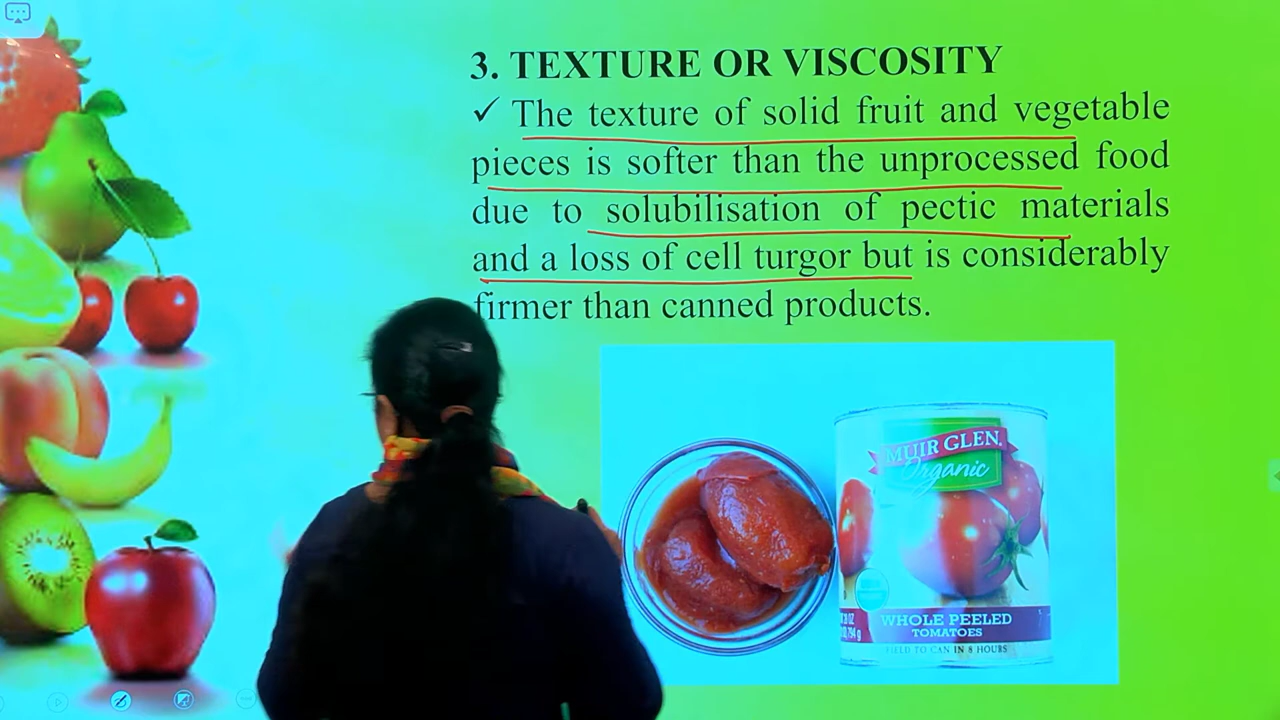 3. TEXTURE OR VISCOSITY
✓ The texture of solid fruit and vegetable
pieces is softer than the unprocessed food
due to solubilisation of pectic materials
and a loss of cell turgor but is considerably
firmer than canned products.
MUIR GLEN.
Organic
WHOLE PEELED
TOMATOES
FIELD TO CAN IN 8 HOURS